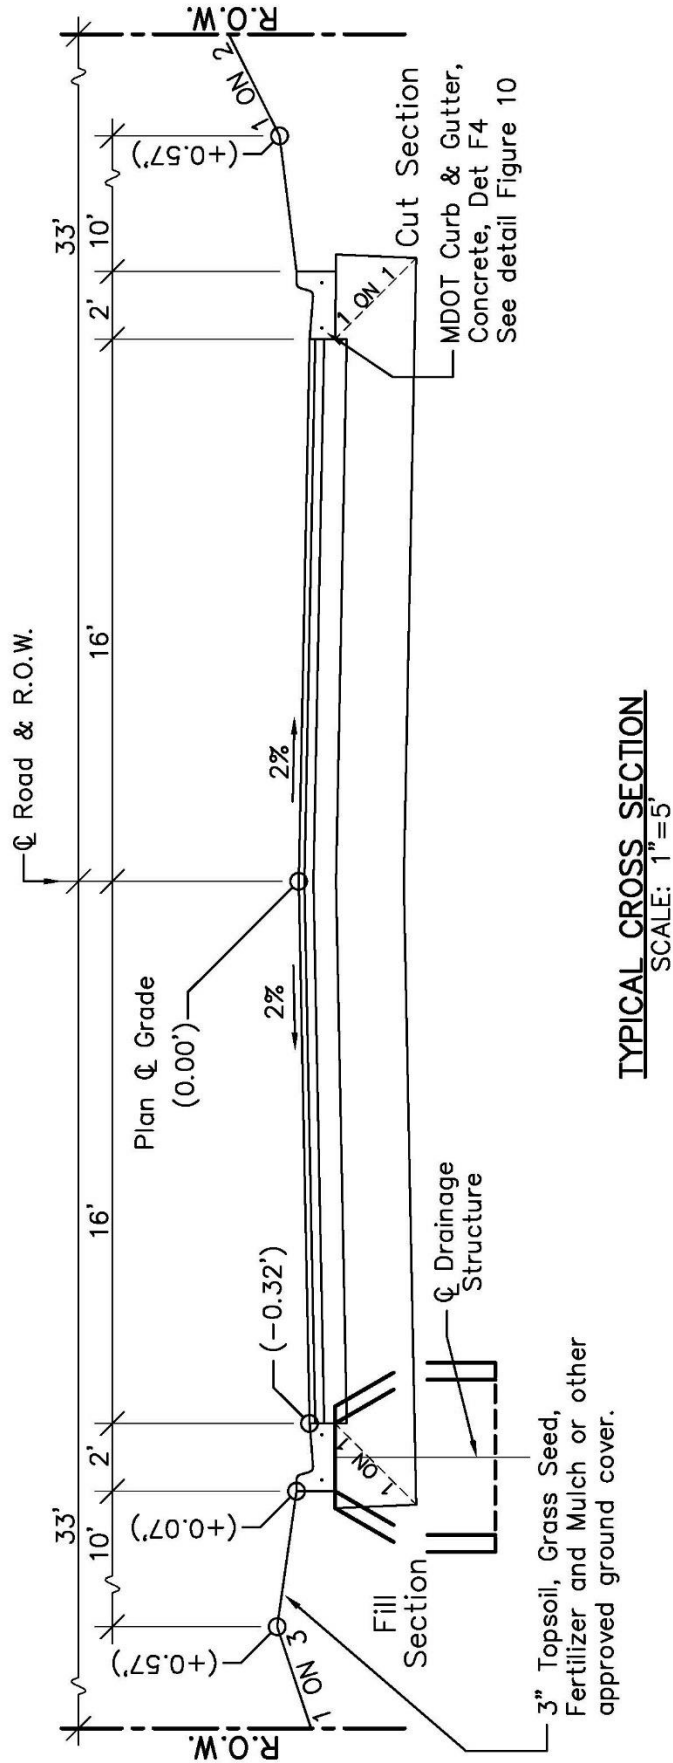 ℄ Road & R.O.W.
33'
33'
10'
2'
16'
16'
2'
10'
R.O.W.
R.O.W.
(+0.57')
(+0.07')
(-0.32')
Plan ℄ Grade
(0.00')
2%
2%
(+0.57')
1 ON 3
1 ON 2
Fill
Section
1 ON 1
1 ON 1
Cut Section
℄ Drainage
Structure
MDOT Curb & Gutter,
Concrete, Det F4
See detail Figure 10
3" Topsoil, Grass Seed,
Fertilizer and Mulch or other
approved ground cover.
TYPICAL CROSS SECTION
SCALE: 1"=5'